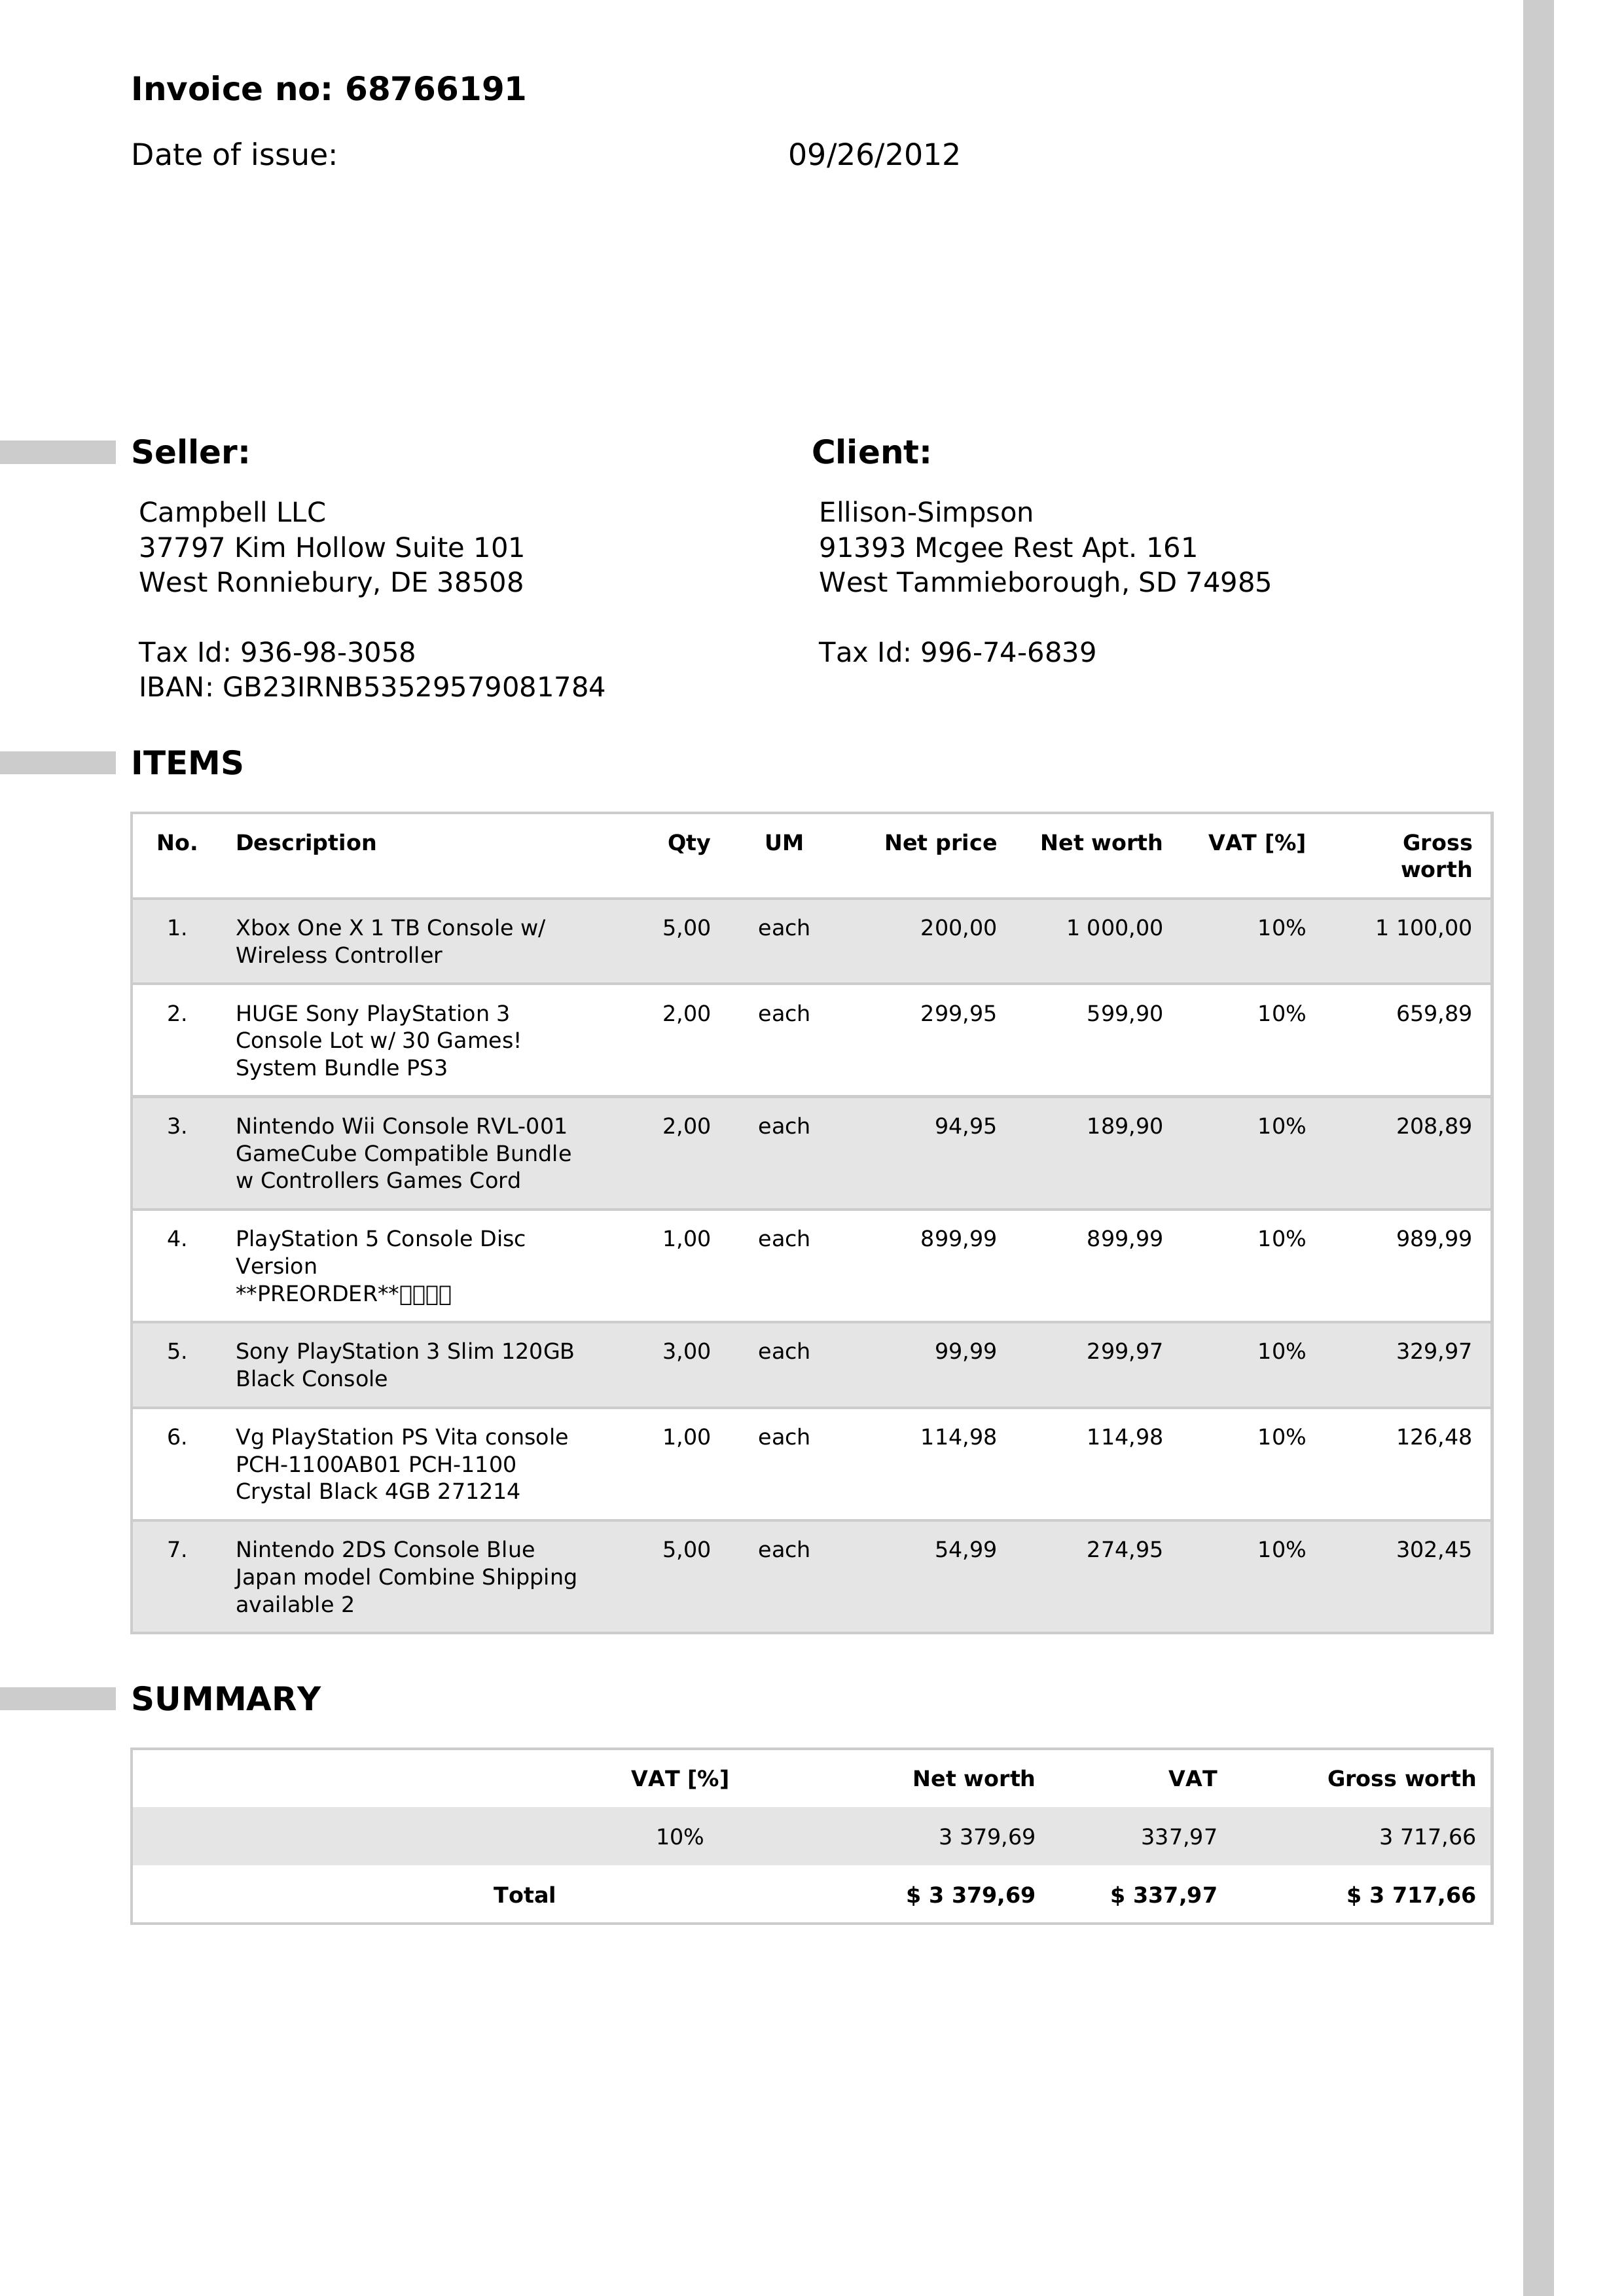 Invoice no: 68766191
Date of issue: 09/26/2012
Seller:
Campbell LLC
37797 Kim Hollow Suite 101
West Ronniebury, DE 38508
Tax Id: 936-98-3058
IBAN: GB23IRNB53529579081784
Client:
Ellison-Simpson
91393 Mcgee Rest Apt. 161
West Tammieborough, SD 74985
Tax Id: 996-74-6839
ITEMS
No. Description Qty UM Net price Net worth VAT [%] Gross
worth
1. Xbox One X 1 TB Console w/ 5,00 each 200,00 1 000,00 10% 1 100,00
Wireless Controller
2. HUGE Sony PlayStation 3 2,00 each 299,95 599,90 10% 659,89
Console Lot w/ 30 Games!
System Bundle PS3
3. Nintendo Wii Console RVL-001 2,00 each 94,95 189,90 10% 208,89
GameCube Compatible Bundle
w Controllers Games Cord
4. PlayStation 5 Console Disc 1,00 each 899,99 899,99 10% 989,99
Version
**PREORDER**
5. Sony PlayStation 3 Slim 120GB 3,00 each 99,99 299,97 10% 329,97
Black Console
6. Vg PlayStation PS Vita console 1,00 each 114,98 114,98 10% 126,48
PCH-1100AB01 PCH-1100
Crystal Black 4GB 271214
7. Nintendo 2DS Console Blue 5,00 each 54,99 274,95 10% 302,45
Japan model Combine Shipping
available 2
SUMMARY
VAT [%] Net worth VAT Gross worth
10% 3 379,69 337,97 3 717,66
Total $ 3 379,69 $ 337,97 $ 3 717,66